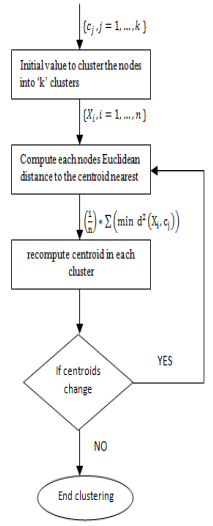 {cⱼ, j = 1, ..., k}
Initial value to cluster the nodes
into 'k' clusters
{Xᵢ, i = 1, ..., n}
Compute each nodes Euclidean
distance to the centroid nearest
(1/n) * Σ(min d²(Xᵢ, cⱼ))
recompute centroid in each
cluster
If centroids
change
YES
NO
End clustering